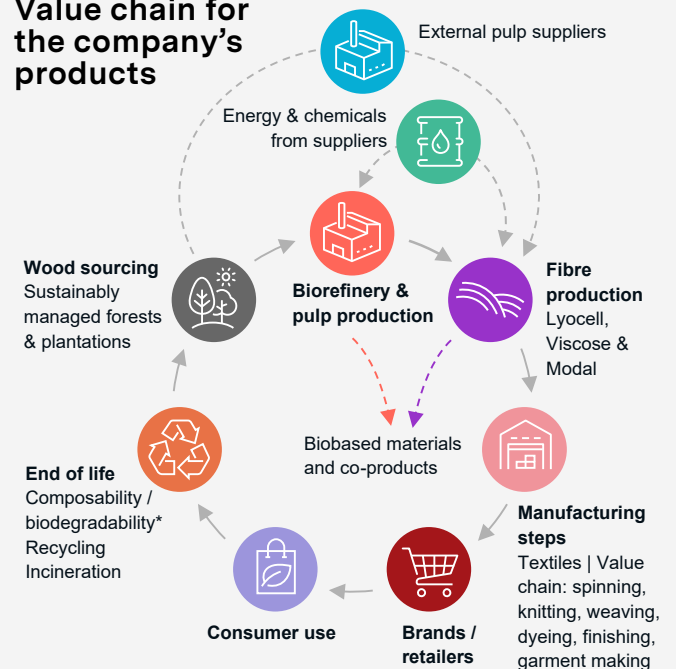 Value chain for
the company's
products
External pulp suppliers
Energy & chemicals
from suppliers
Wood sourcing
Sustainably
managed forests
& plantations
Biorefinery &
pulp production
Fibre
production
Lyocell,
Viscose &
Modal
Biobased materials
and co-products
End of life
Composability /
biodegradability*
Recycling
Incineration
Manufacturing
steps
Textiles | Value
chain: spinning,
knitting, weaving,
dyeing, finishing,
garment making
Consumer use
Brands /
retailers